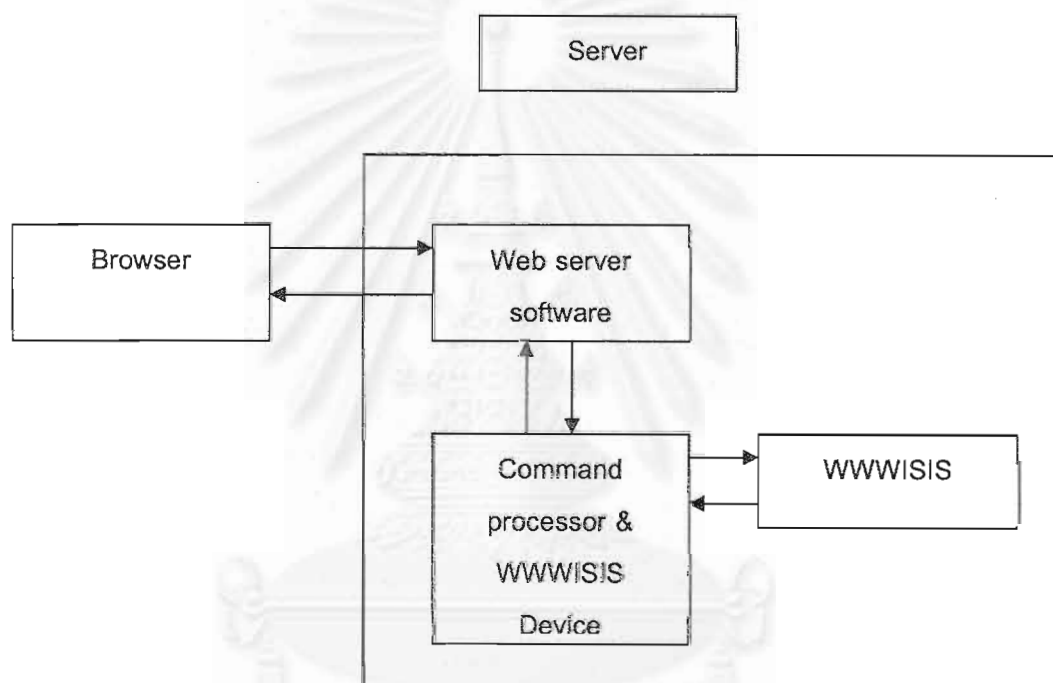 Server
Browser
Web server
software
Command
processor &
WWWISIS
Device
WWWISIS